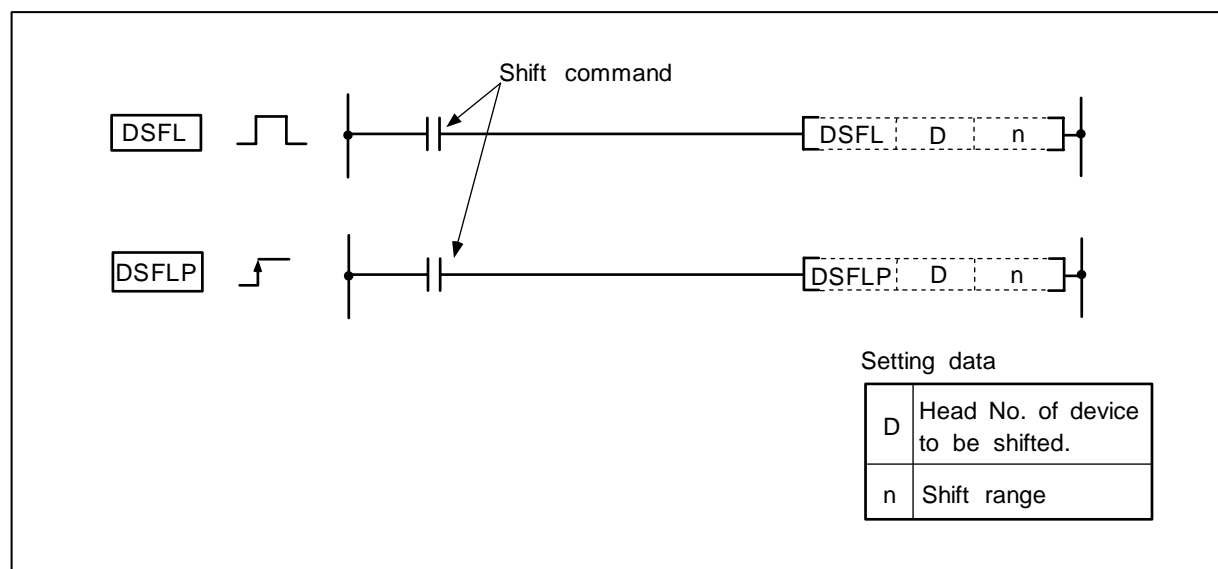 Shift command
DSFL
DSFL D n
DSFLP
DSFLP D n
Setting data
D Head No. of device
to be shifted.
n Shift range